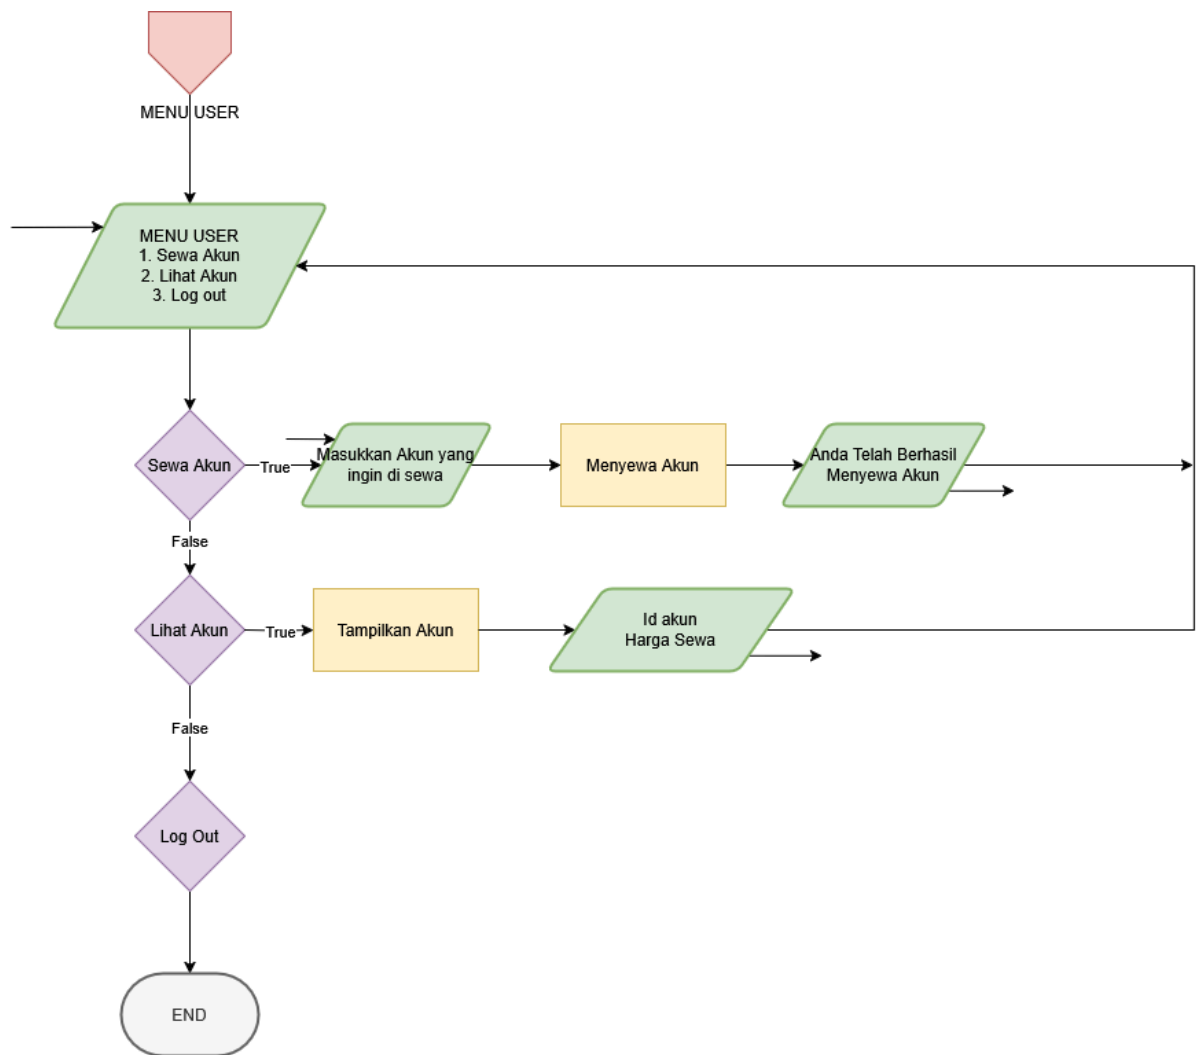 MENU USER
MENU USER
1. Sewa Akun
2. Lihat Akun
3. Log out
Sewa Akun
True
Masukkan Akun yang
ingin di sewa
Menyewa Akun
Anda Telah Berhasil
Menyewa Akun
False
Lihat Akun
True
Tampilkan Akun
Id akun
Harga Sewa
False
Log Out
END